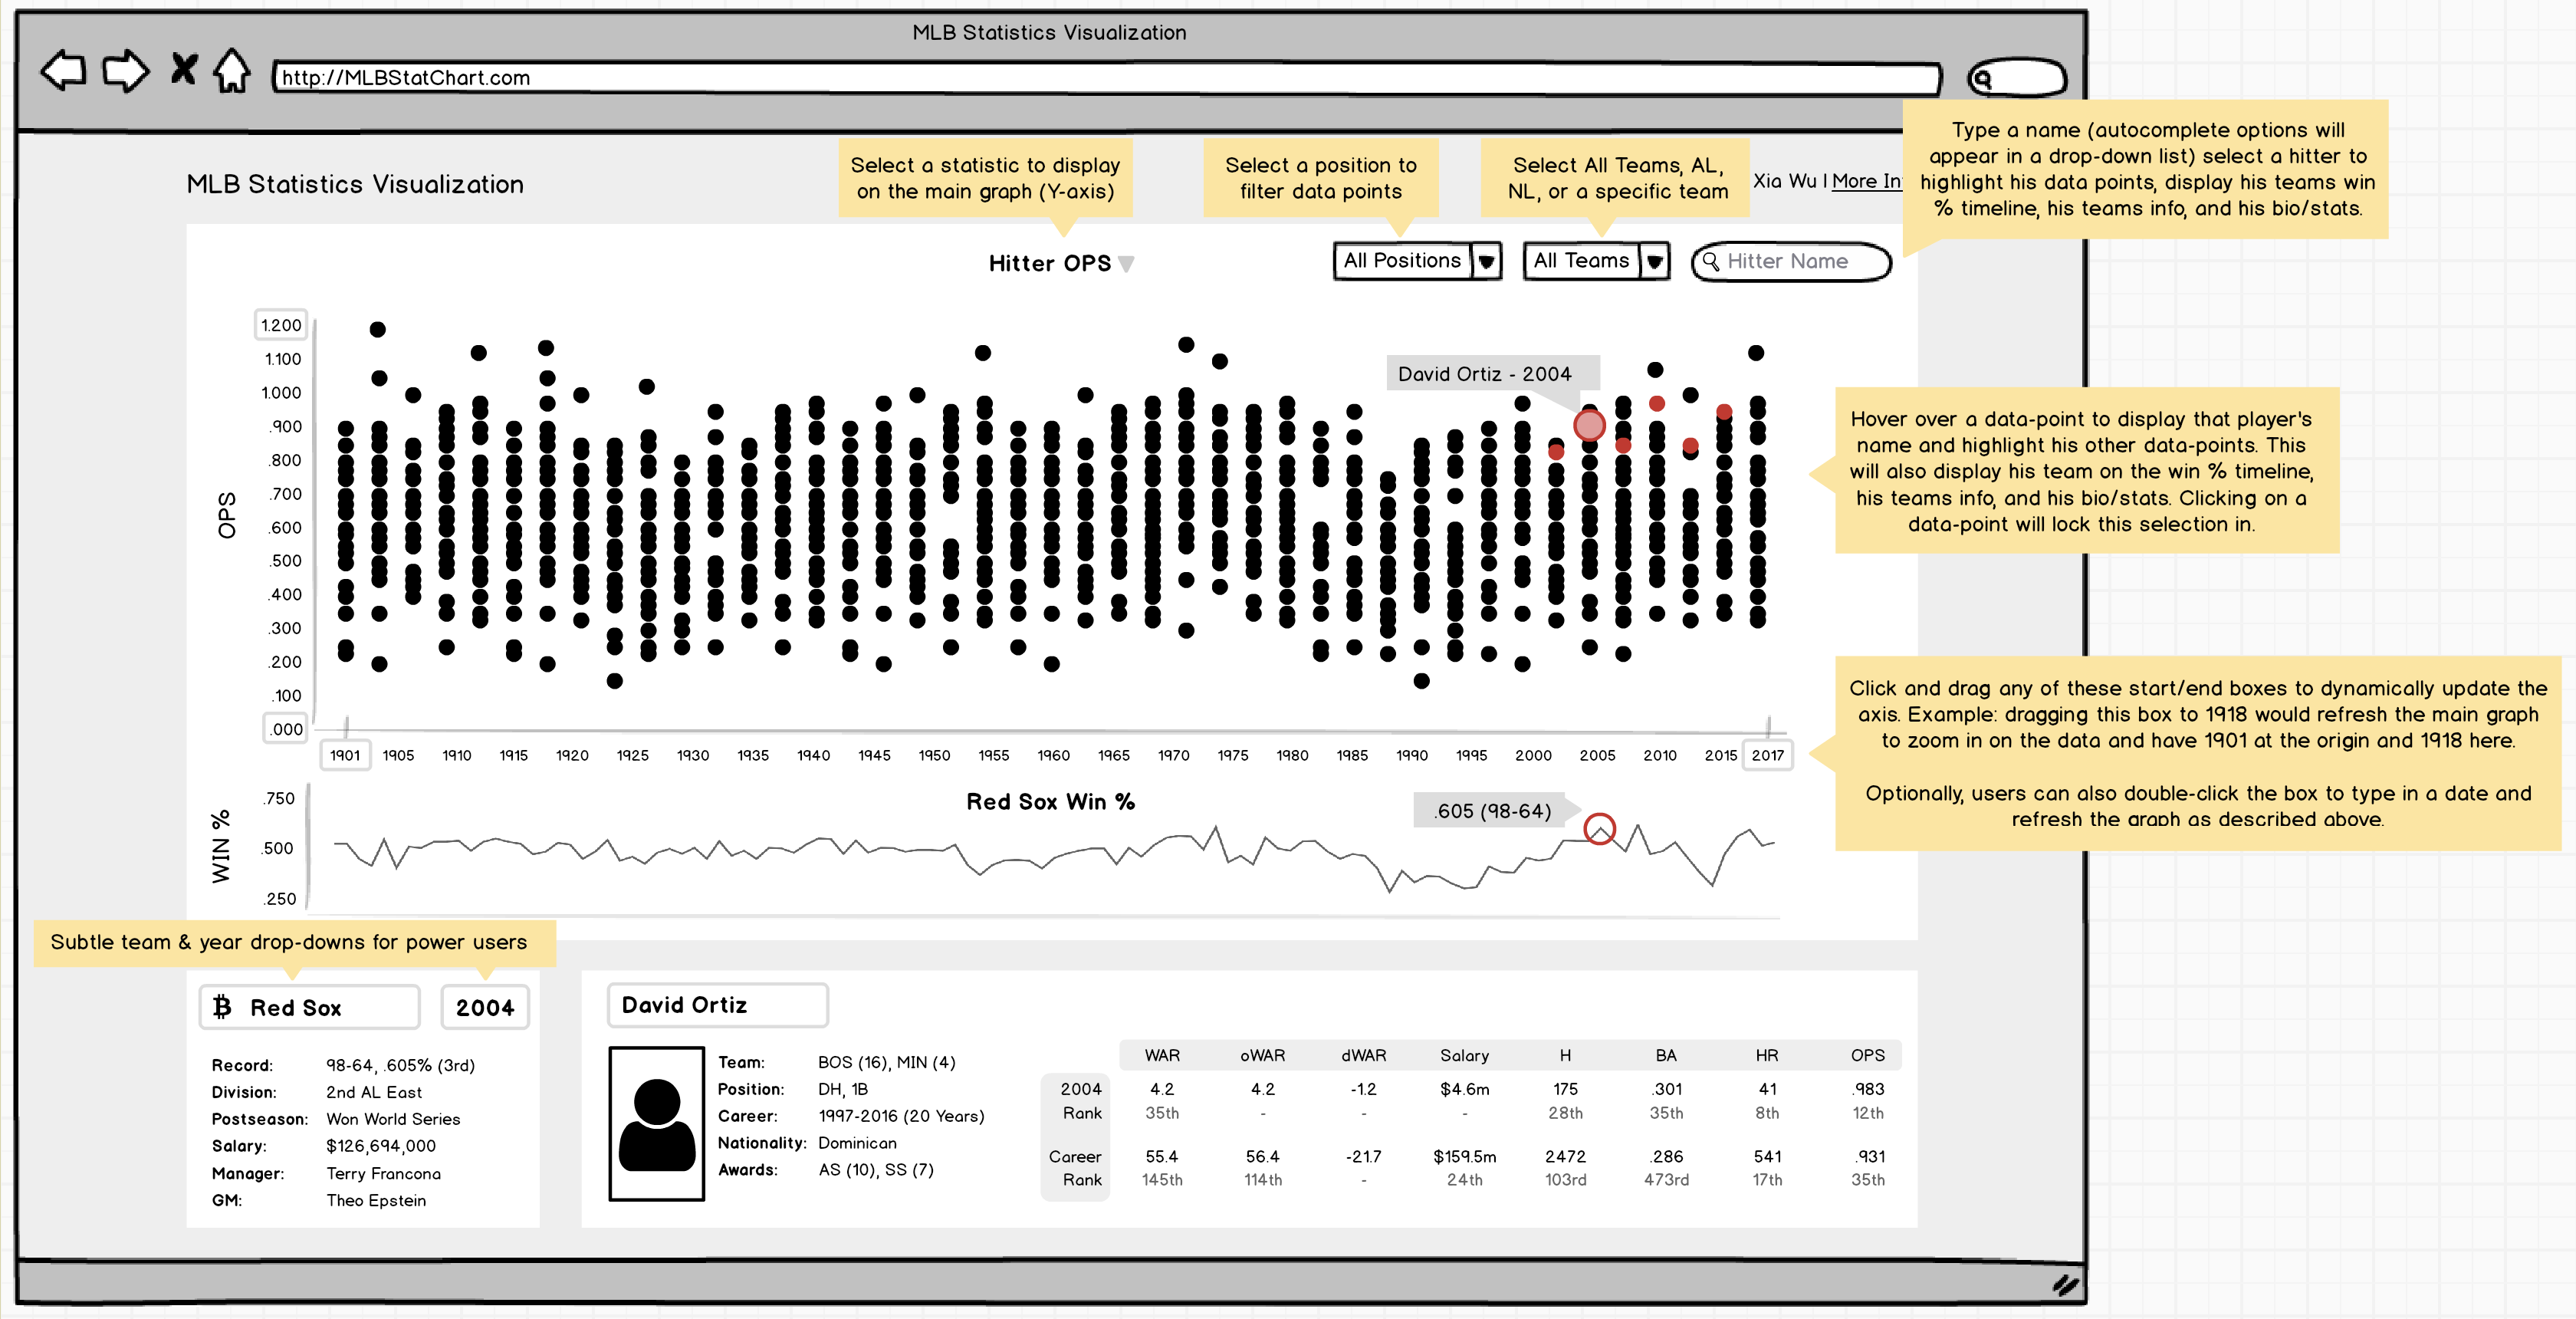 MLB Statistics Visualization
http://MLBStatChart.com
Type a name (autocomplete options will
appear in a drop-down list) select a hitter to
highlight his data points, display his teams win
% timeline, his teams info, and his bio/stats.
Select a statistic to display
on the main graph (Y-axis)
Select a position to
filter data points
Select All Teams, AL,
NL, or a specific team
MLB Statistics Visualization
Xia Wu | More In
Hitter OPS
All Positions
All Teams
Hitter Name
OPS
1.200
1.100
1.000
.900
.800
.700
.600
.500
.400
.300
.200
.100
.000
David Ortiz - 2004
Hover over a data-point to display that player's
name and highlight his other data-points. This
will also display his team on the win % timeline,
his teams info, and his bio/stats. Clicking on a
data-point will lock this selection in.
1901 1905 1910 1915 1920 1925 1930 1935 1940 1945 1950 1955 1960 1965 1970 1975 1980 1985 1990 1995 2000 2005 2010 2015 2017
Click and drag any of these start/end boxes to dynamically update the
axis. Example: dragging this box to 1918 would refresh the main graph
to zoom in on the data and have 1901 at the origin and 1918 here.
Optionally, users can also double-click the box to type in a date and
refresh the graph as described above.
WIN %
.750
.500
.250
Red Sox Win %
.605 (98-64)
Subtle team & year drop-downs for power users
Red Sox
2004
Record: 98-64, .605% (3rd)
Division: 2nd AL East
Postseason: Won World Series
Salary: $126,694,000
Manager: Terry Francona
GM: Theo Epstein
David Ortiz
Team: BOS (16), MIN (4)
Position: DH, 1B
Career: 1997-2016 (20 Years)
Nationality: Dominican
Awards: AS (10), SS (7)
WAR oWAR dWAR Salary H BA HR OPS
2004 4.2 4.2 -1.2 $4.6m 175 .301 41 .983
Rank 35th - - - 28th 35th 8th 12th
Career 55.4 56.4 -21.7 $159.5m 2472 .286 541 .931
Rank 145th 114th - 24th 103rd 473rd 17th 35th